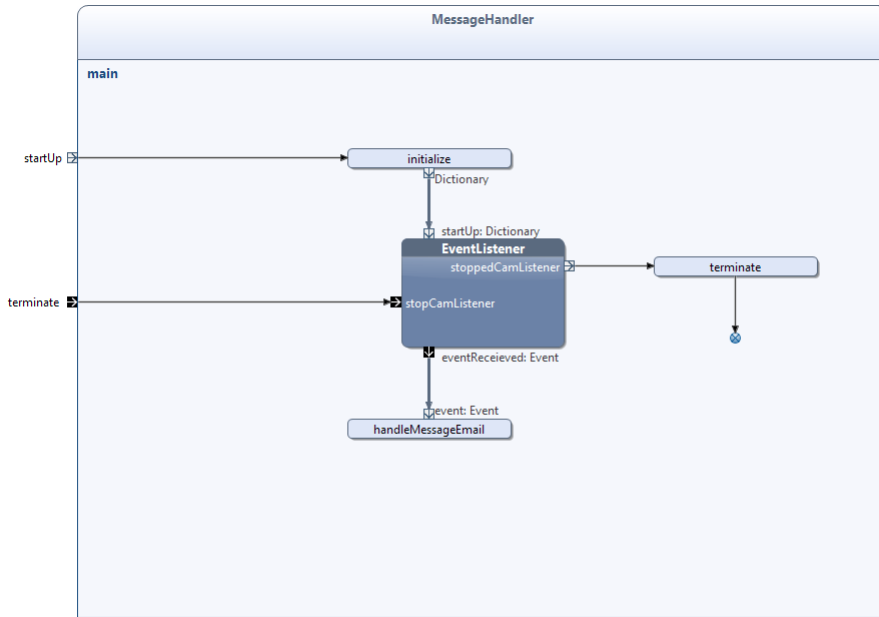 MessageHandler
main
startUp
initialize
Dictionary
startUp: Dictionary
EventListener
stoppedCamListener
terminate
terminate
stopCamListener
eventReceieved: Event
event: Event
handleMessageEmail